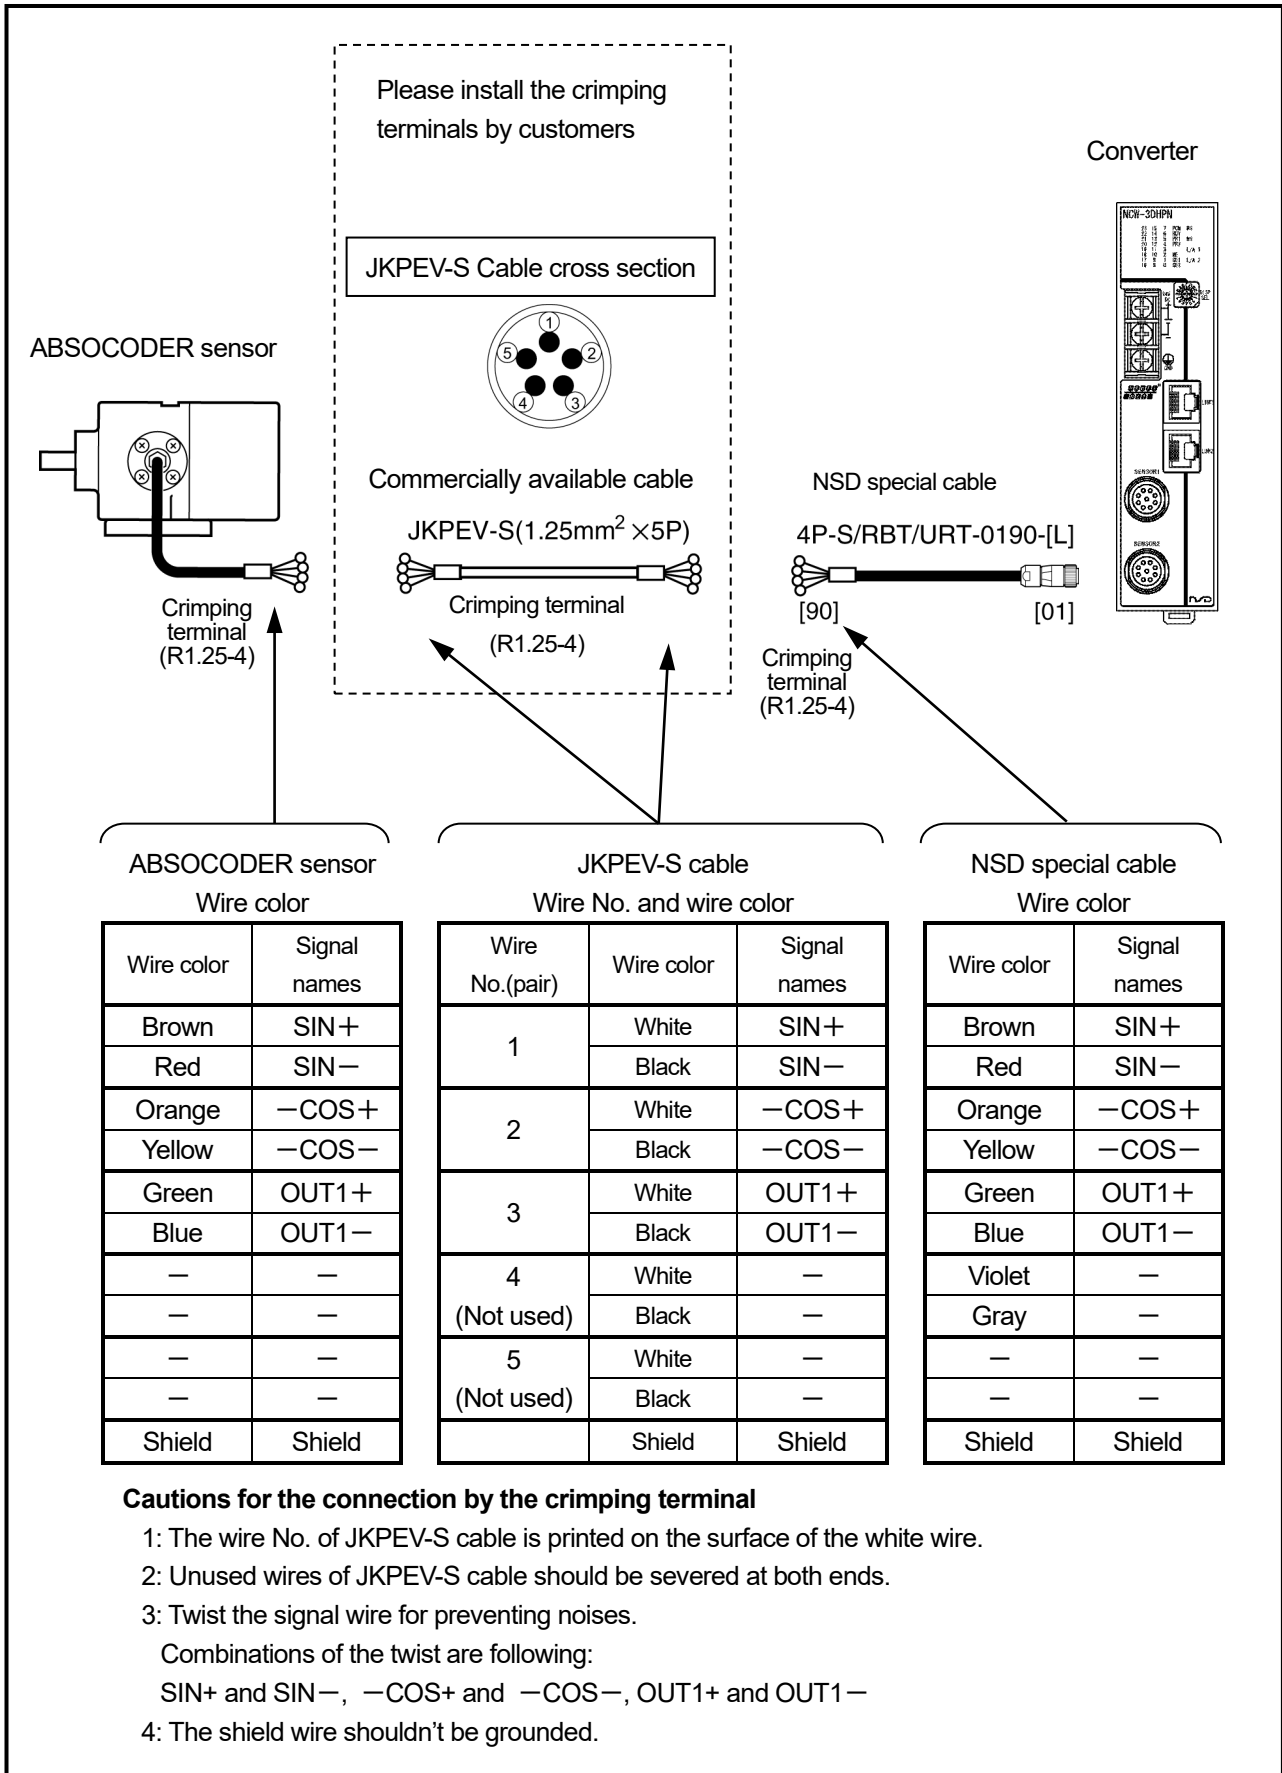 Please install the crimping
terminals by customers
Converter
NCW-3DHPN
JKPEV-S Cable cross section
1
5
2
4
3
ABSOCODER sensor
SENSOR1
SENSOR2
Commercially available cable
JKPEV-S(1.25mm² ×5P)
NSD special cable
4P-S/RBT/URT-0190-[L]
Crimping
terminal
(R1.25-4)
Crimping terminal
(R1.25-4)
[90]
[01]
Crimping
terminal
(R1.25-4)
ABSOCODER sensor
Wire color
Wire color Signal names
Brown SIN+
Red SIN−
Orange −COS+
Yellow −COS−
Green OUT1+
Blue OUT1−
− −
− −
− −
− −
Shield Shield
JKPEV-S cable
Wire No. and wire color
Wire No.(pair) Wire color Signal names
1 White SIN+
Black SIN−
2 White −COS+
Black −COS−
3 White OUT1+
Black OUT1−
4 (Not used) White −
Black −
5 (Not used) White −
Black −
Shield Shield
NSD special cable
Wire color
Wire color Signal names
Brown SIN+
Red SIN−
Orange −COS+
Yellow −COS−
Green OUT1+
Blue OUT1−
Violet −
Gray −
− −
− −
Shield Shield
Cautions for the connection by the crimping terminal
1: The wire No. of JKPEV-S cable is printed on the surface of the white wire.
2: Unused wires of JKPEV-S cable should be severed at both ends.
3: Twist the signal wire for preventing noises.
Combinations of the twist are following:
SIN+ and SIN−, −COS+ and −COS−, OUT1+ and OUT1−
4: The shield wire shouldn't be grounded.